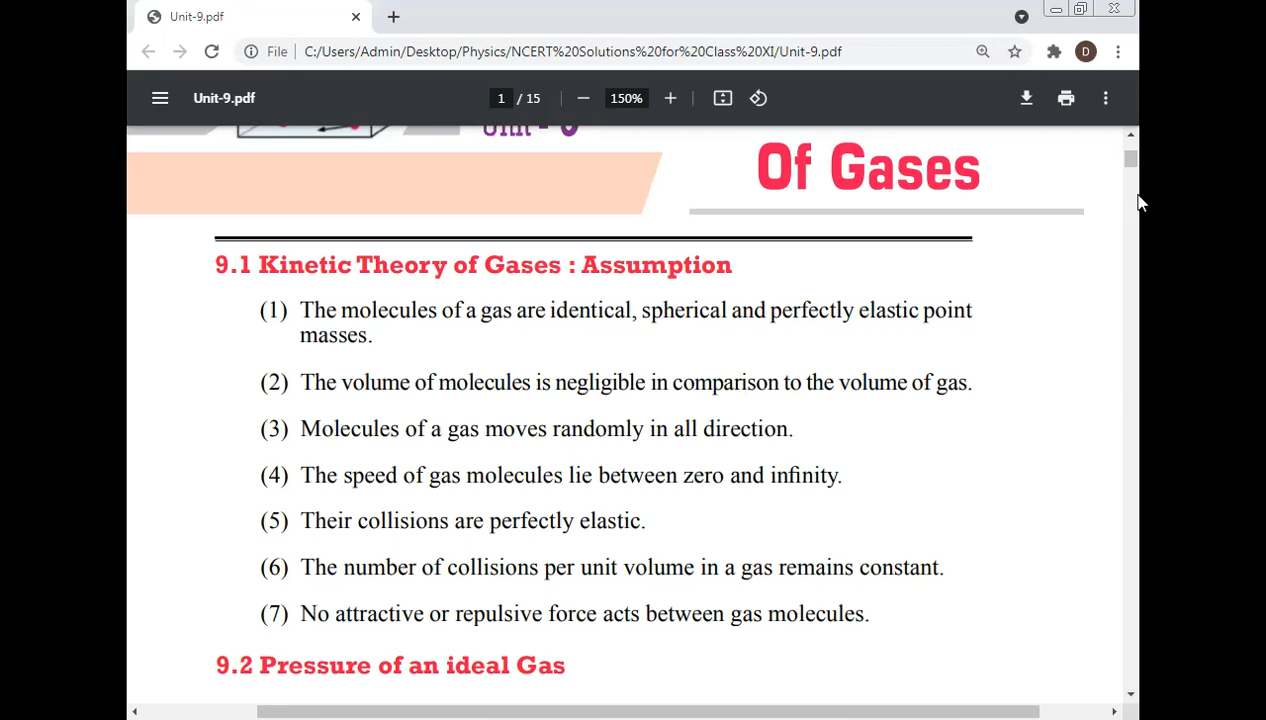 Unit-9.pdf
File C:/Users/Admin/Desktop/Physics/NCERT%20Solutions%20for%20Class%20XI/Unit-9.pdf
D
Unit-9.pdf
1 / 15
150%
Unit -
Of Gases
9.1 Kinetic Theory of Gases : Assumption
(1) The molecules of a gas are identical, spherical and perfectly elastic point
masses.
(2) The volume of molecules is negligible in comparison to the volume of gas.
(3) Molecules of a gas moves randomly in all direction.
(4) The speed of gas molecules lie between zero and infinity.
(5) Their collisions are perfectly elastic.
(6) The number of collisions per unit volume in a gas remains constant.
(7) No attractive or repulsive force acts between gas molecules.
9.2 Pressure of an ideal Gas